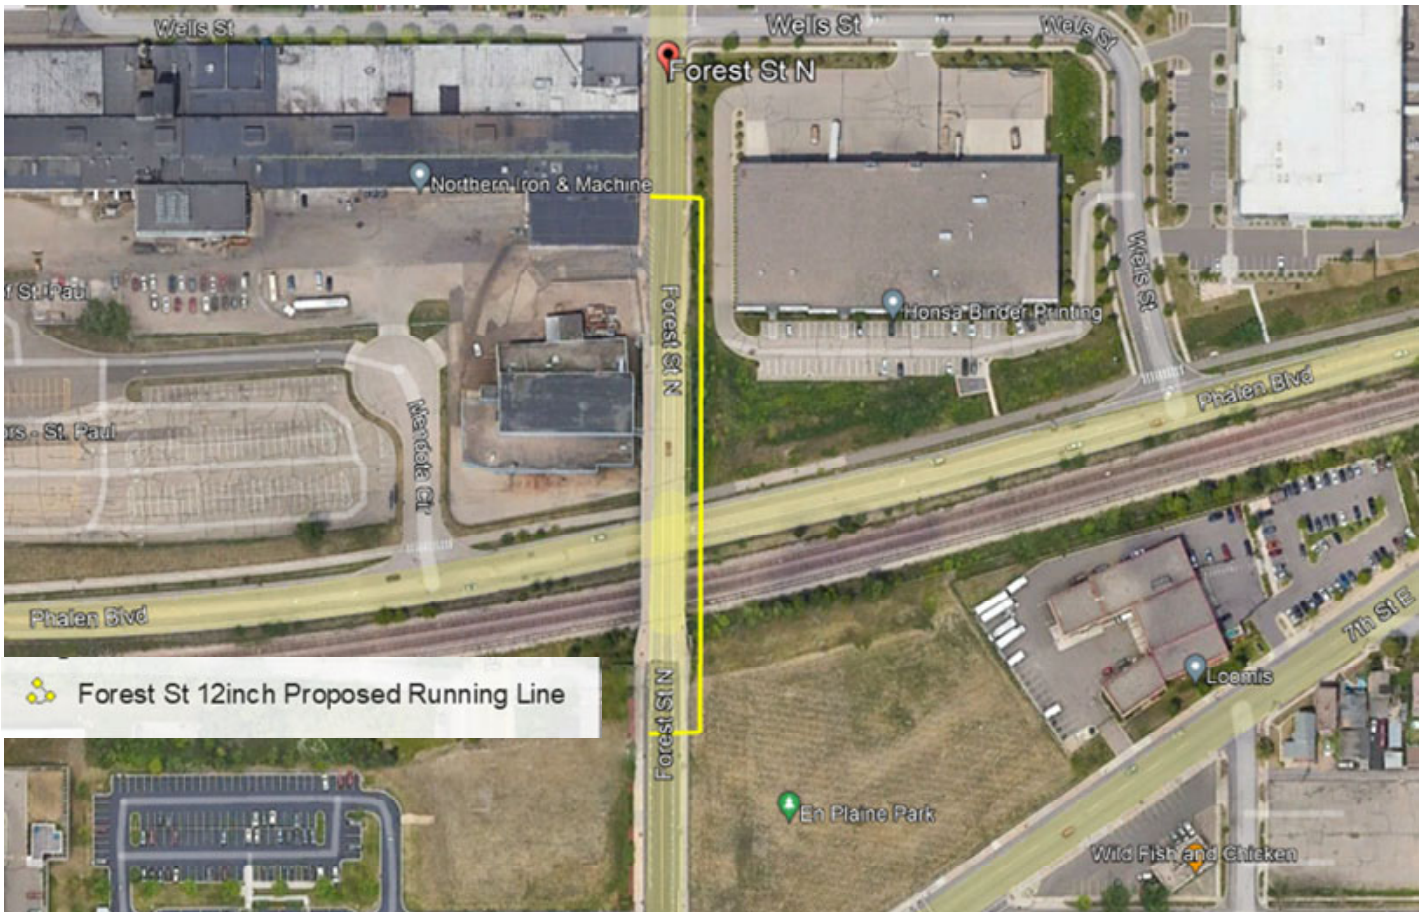 Wells St
Wells St
Wells St
Forest St N
Northern Iron & Machine
f St. Paul
Forest St N
Wells St
Honsa Binder Printing
Phalen Blvd
rs - St. Paul
Mendota Cir
Phalen Blvd
7th St E
Forest St 12inch Proposed Running Line
Forest St N
Loomis
En Plaine Park
Wild Fish and Chicken